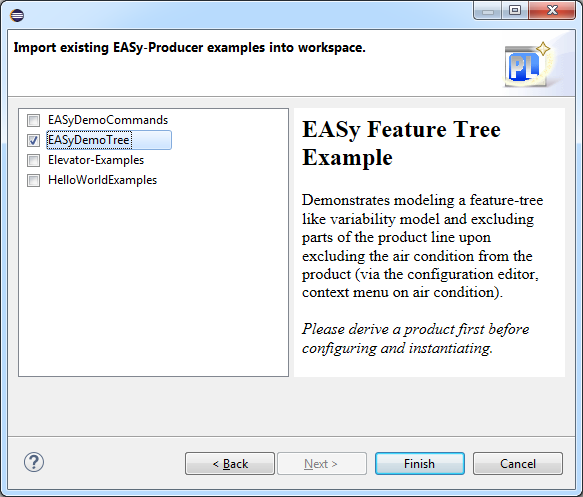 Import existing EASy-Producer examples into workspace.
PL
EASyDemoCommands
EASyDemoTree
Elevator-Examples
HelloWorldExamples
EASy Feature Tree
Example
Demonstrates modeling a feature-tree
like variability model and excluding
parts of the product line upon
excluding the air condition from the
product (via the configuration editor,
context menu on air condition).
Please derive a product first before
configuring and instantiating.
?
< Back
Next >
Finish
Cancel